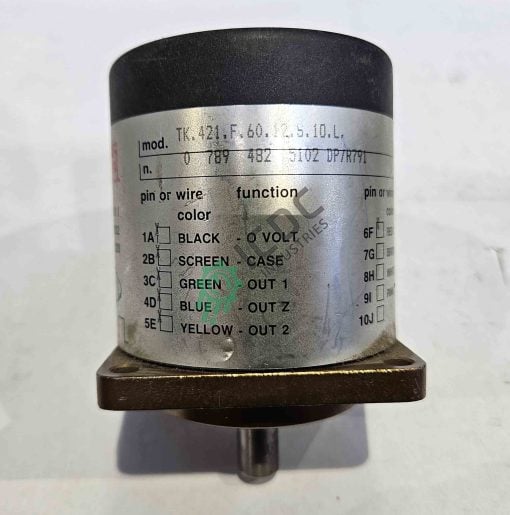 mod. TK.421.F.60.12.S.10.L.
n. 0 789 482 5102 DP/R791
pin or wire color function
1A BLACK - O VOLT
2B SCREEN - CASE
3C GREEN - OUT 1
4D BLUE - OUT Z
5E YELLOW - OUT 2
pin or
6F
7G
8H
9I
10J
IEDC
INDUSTRIES